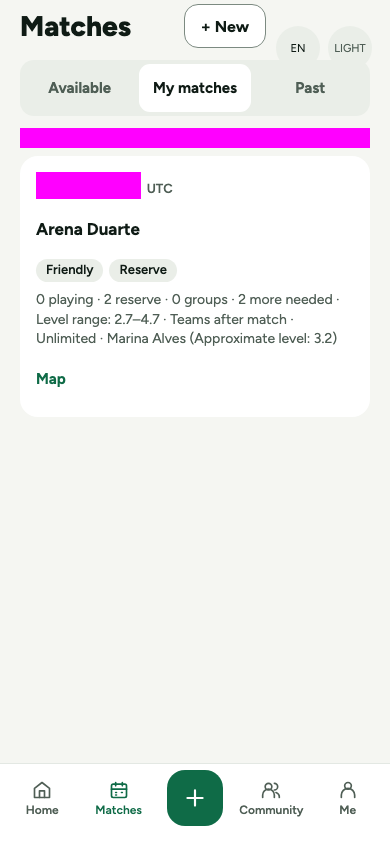 Matches
+ New
EN
LIGHT
Available
My matches
Past
UTC
Arena Duarte
Friendly
Reserve
0 playing · 2 reserve · 0 groups · 2 more needed ·
Level range: 2.7–4.7 · Teams after match ·
Unlimited · Marina Alves (Approximate level: 3.2)
Map
Home
Matches
Community
Me